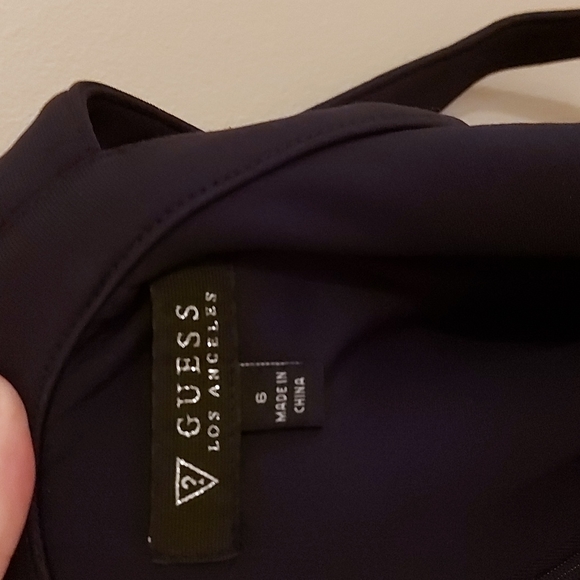 ?
GUESS
LOS ANGELES
6
MADE IN
CHINA